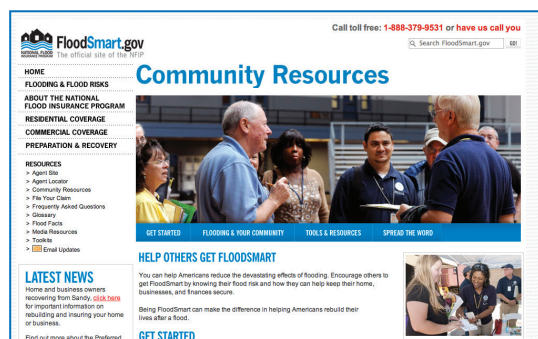 Call toll free: 1-888-379-9531 or have us call you
FloodSmart.gov
The official site of the NFIP
NATIONAL FLOOD
INSURANCE PROGRAM
Search FloodSmart.gov
GO!
HOME
FLOODING & FLOOD RISKS
ABOUT THE NATIONAL
FLOOD INSURANCE PROGRAM
RESIDENTIAL COVERAGE
COMMERCIAL COVERAGE
PREPARATION & RECOVERY
RESOURCES
> Agent Site
> Agent Locator
> Community Resources
> File Your Claim
> Frequently Asked Questions
> Glossary
> Flood Facts
> Media Resources
> Toolkits
> Email Updates
LATEST NEWS
Home and business owners
recovering from Sandy, click here
for important information on
rebuilding and insuring your home
or business.
Find out more about the Preferred
Community Resources
GET STARTED
FLOODING & YOUR COMMUNITY
TOOLS & RESOURCES
SPREAD THE WORD
HELP OTHERS GET FLOODSMART
You can help Americans reduce the devastating effects of flooding. Encourage others to
get FloodSmart by knowing their flood risk and how they can help keep their home,
businesses, and finances secure.
Being FloodSmart can make the difference in helping Americans rebuild their
lives after a flood.
GET STARTED